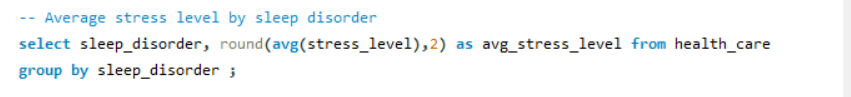 -- Average stress level by sleep disorder
select sleep_disorder, round(avg(stress_level),2) as avg_stress_level from health_care
group by sleep_disorder ;